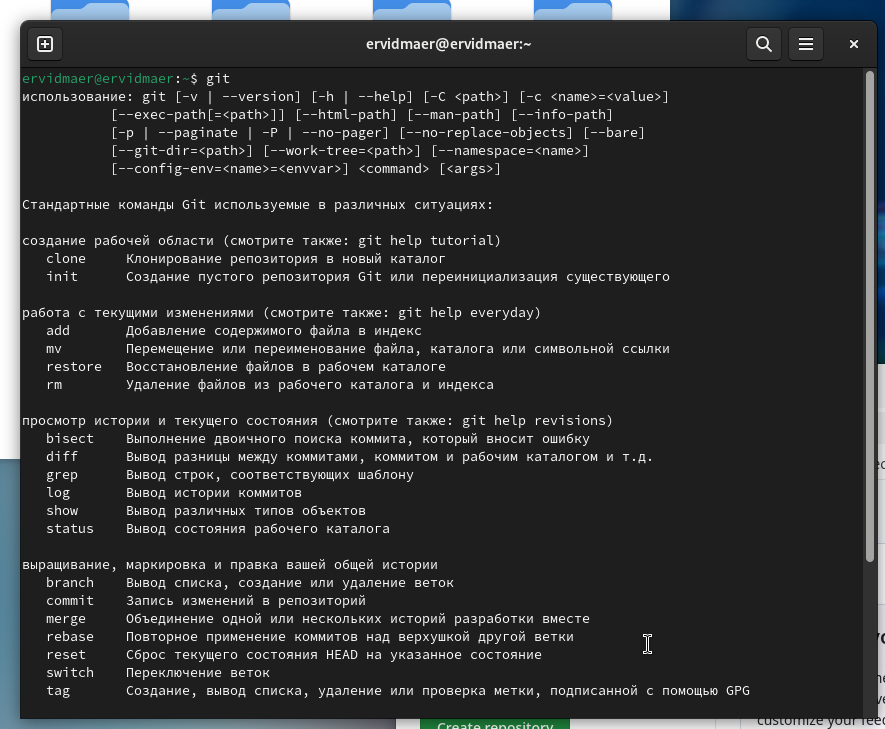 ervidmaer@ervidmaer:~
ervidmaer@ervidmaer:~$ git
использование: git [-v | --version] [-h | --help] [-C <path>] [-c <name>=<value>]
[--exec-path[=<path>]] [--html-path] [--man-path] [--info-path]
[-p | --paginate | -P | --no-pager] [--no-replace-objects] [--bare]
[--git-dir=<path>] [--work-tree=<path>] [--namespace=<name>]
[--config-env=<name>=<envvar>] <command> [<args>]
Стандартные команды Git используемые в различных ситуациях:
создание рабочей области (смотрите также: git help tutorial)
clone Клонирование репозитория в новый каталог
init Создание пустого репозитория Git или переинициализация существующего
работа с текущими изменениями (смотрите также: git help everyday)
add Добавление содержимого файла в индекс
mv Перемещение или переименование файла, каталога или символьной ссылки
restore Восстановление файлов в рабочем каталоге
rm Удаление файлов из рабочего каталога и индекса
просмотр истории и текущего состояния (смотрите также: git help revisions)
bisect Выполнение двоичного поиска коммита, который вносит ошибку
diff Вывод разницы между коммитами, коммитом и рабочим каталогом и т.д.
grep Вывод строк, соответствующих шаблону
log Вывод истории коммитов
show Вывод различных типов объектов
status Вывод состояния рабочего каталога
выращивание, маркировка и правка вашей общей истории
branch Вывод списка, создание или удаление веток
commit Запись изменений в репозиторий
merge Объединение одной или нескольких историй разработки вместе
rebase Повторное применение коммитов над верхушкой другой ветки
reset Сброс текущего состояния HEAD на указанное состояние
switch Переключение веток
tag Создание, вывод списка, удаление или проверка метки, подписанной с помощью GPG
Create repository
customize your feed